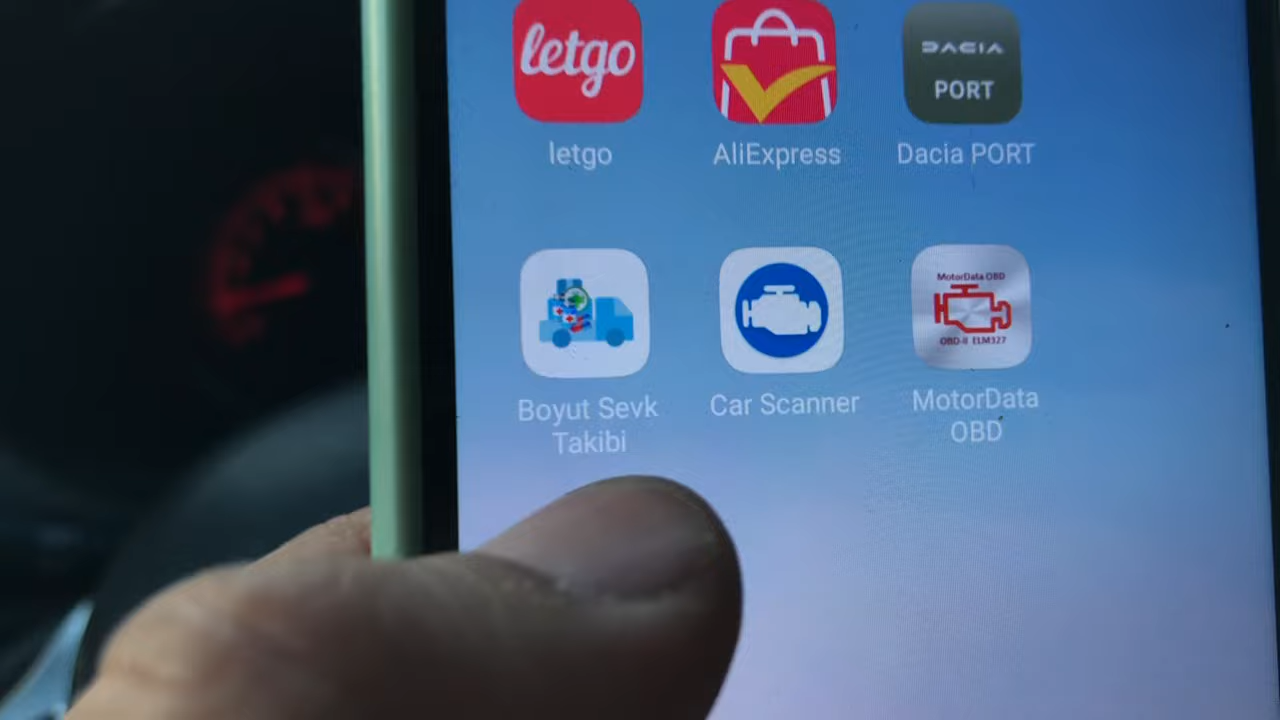 letgo
DACIA
PORT
letgo
AliExpress
Dacia PORT
MotorData OBD
OBD-II ELM327
Boyut Sevk
Takibi
Car Scanner
MotorData
OBD